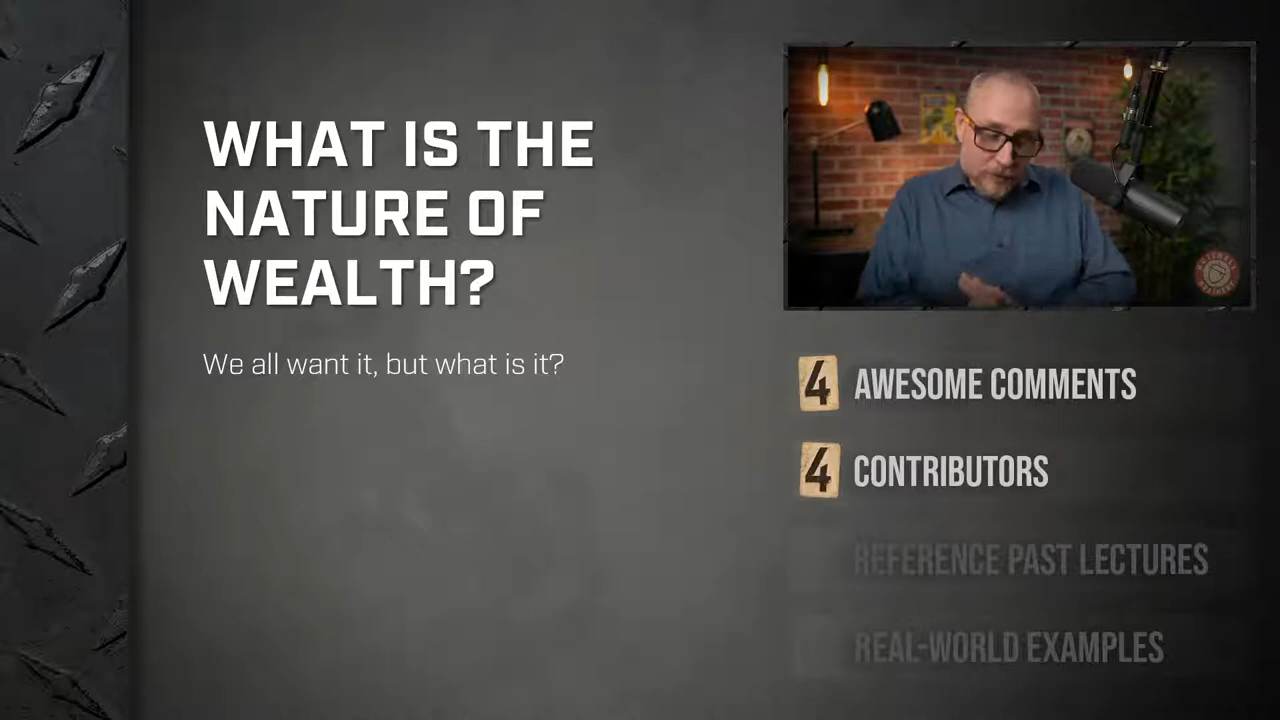 WHAT IS THE
NATURE OF
WEALTH?
We all want it, but what is it?
4 AWESOME COMMENTS
4 CONTRIBUTORS
REFERENCE PAST LECTURES
REAL-WORLD EXAMPLES